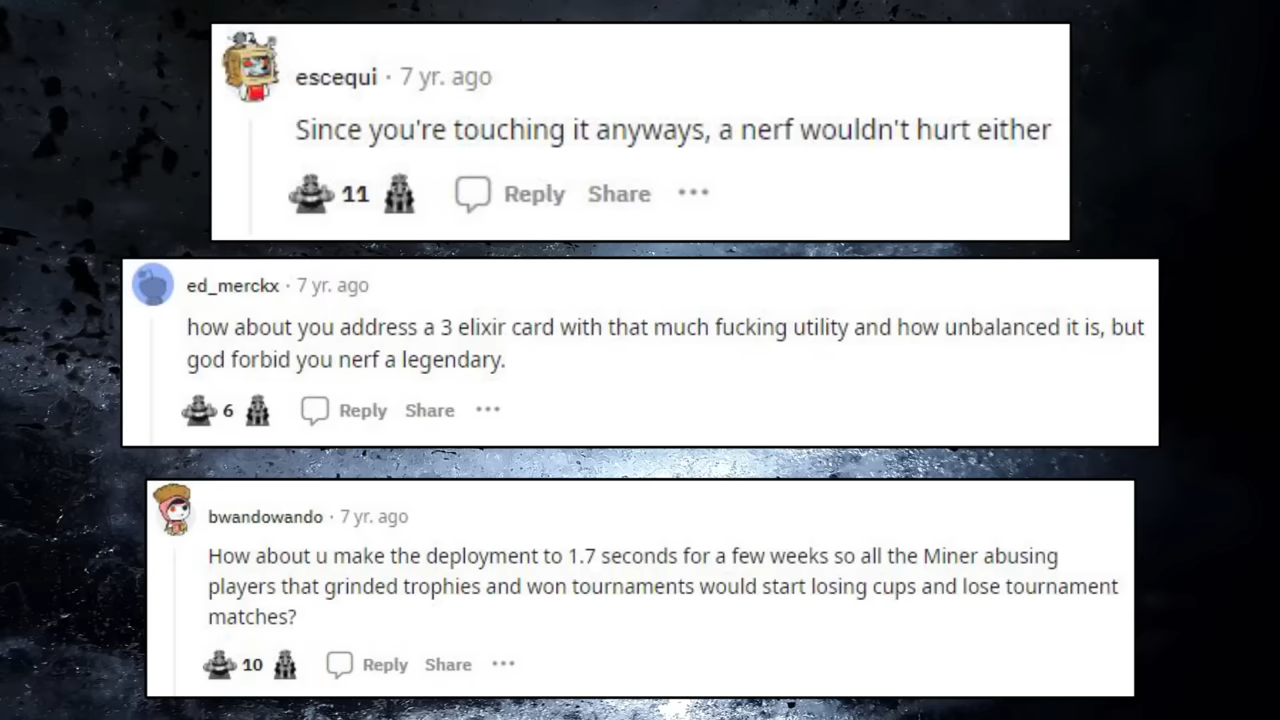 escequi · 7 yr. ago
Since you're touching it anyways, a nerf wouldn't hurt either
11 Reply Share ···
ed_merckx · 7 yr. ago
how about you address a 3 elixir card with that much fucking utility and how unbalanced it is, but
god forbid you nerf a legendary.
6 Reply Share ···
bwandowando · 7 yr. ago
How about u make the deployment to 1.7 seconds for a few weeks so all the Miner abusing
players that grinded trophies and won tournaments would start losing cups and lose tournament
matches?
10 Reply Share ···